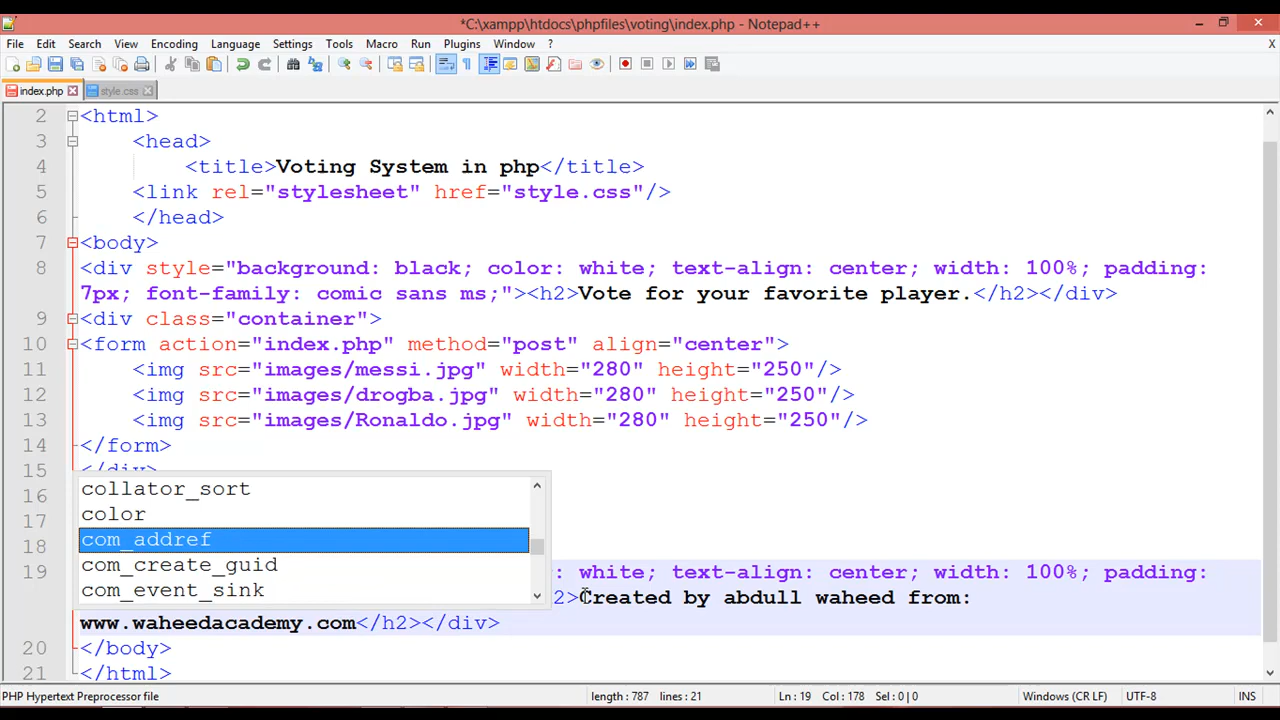 *C:\xampp\htdocs\phpfiles\voting\index.php - Notepad++
File Edit Search View Encoding Language Settings Tools Macro Run Plugins Window ? X
index.php style.css
2 <html>
3 <head>
4 <title>Voting System in php</title>
5 <link rel="stylesheet" href="style.css"/>
6 </head>
7 <body>
8 <div style="background: black; color: white; text-align: center; width: 100%; padding:
7px; font-family: comic sans ms;"><h2>Vote for your favorite player.</h2></div>
9 <div class="container">
10 <form action="index.php" method="post" align="center">
11 <img src="images/messi.jpg" width="280" height="250"/>
12 <img src="images/drogba.jpg" width="280" height="250"/>
13 <img src="images/Ronaldo.jpg" width="280" height="250"/>
14 </form>
15 </div>
16 collator_sort
17 color
18 com_addref
com_create_guid
com_event_sink
19 : white; text-align: center; width: 100%; padding:
2>Created by abdull waheed from:
www.waheedacademy.com</h2></div>
20 </body>
21 </html>
PHP Hypertext Preprocessor file length : 787 lines : 21 Ln : 19 Col : 178 Sel : 0 | 0 Windows (CR LF) UTF-8 INS